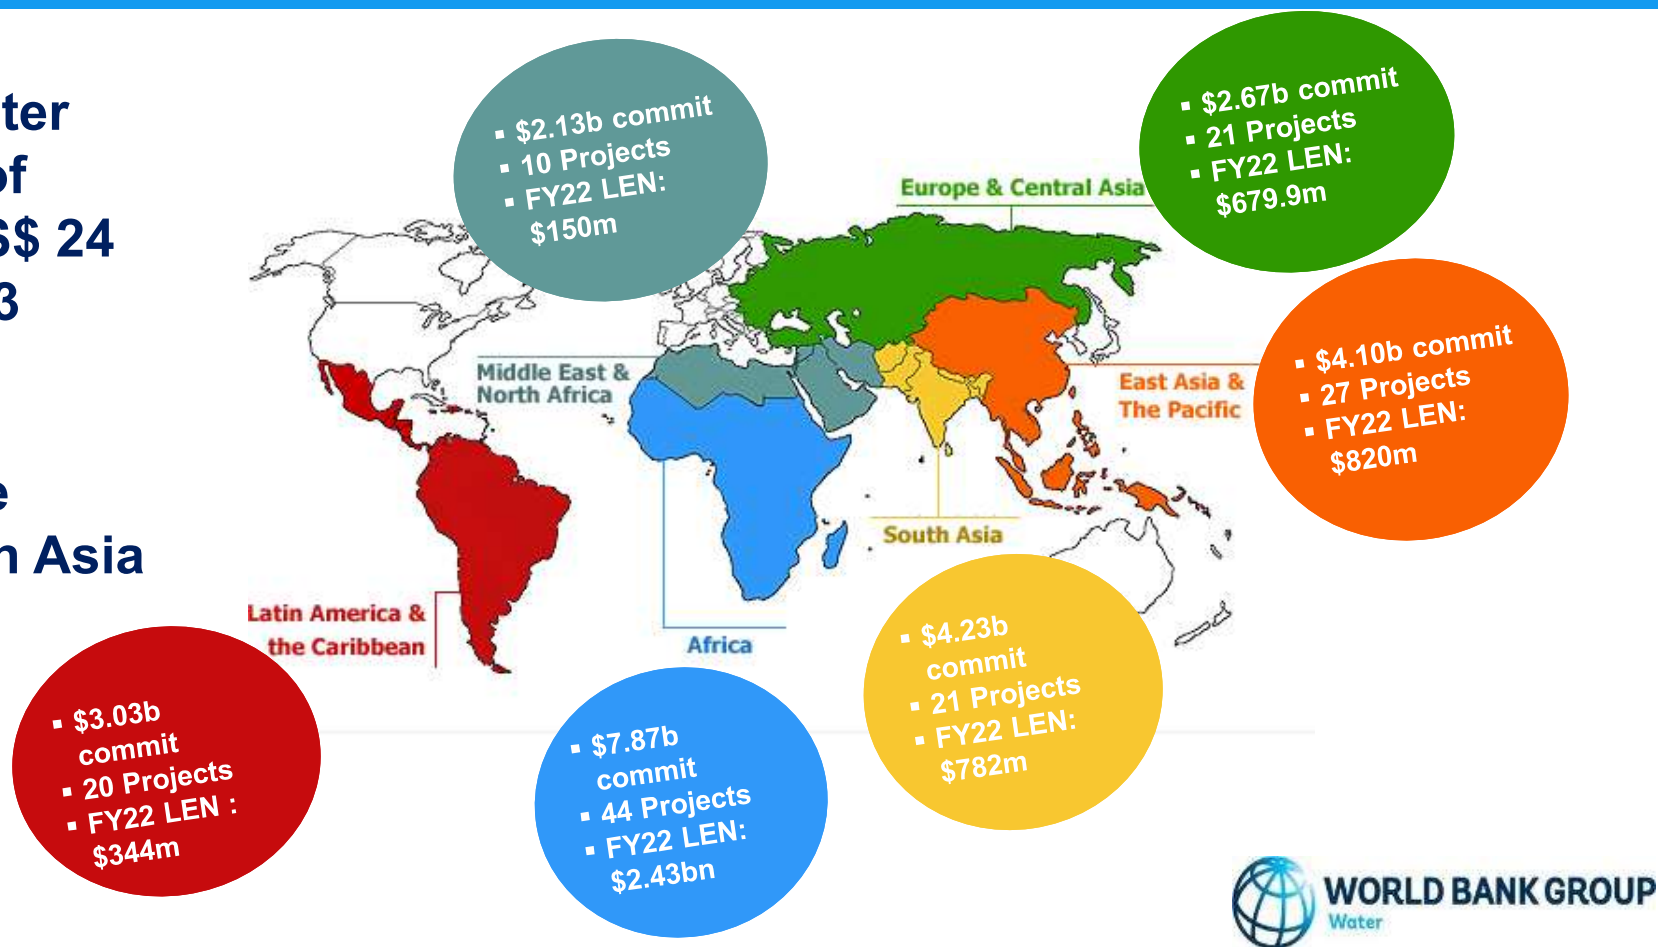 ter
of
S$ 24
3
e
n Asia
▪ $2.13b commit
▪ 10 Projects
▪ FY22 LEN:
$150m
▪ $2.67b commit
▪ 21 Projects
▪ FY22 LEN:
$679.9m
Europe & Central Asia
Middle East &
North Africa
East Asia &
The Pacific
▪ $4.10b commit
▪ 27 Projects
▪ FY22 LEN:
$820m
South Asia
Latin America &
the Caribbean
Africa
▪ $3.03b
commit
▪ 20 Projects
▪ FY22 LEN :
$344m
▪ $7.87b
commit
▪ 44 Projects
▪ FY22 LEN:
$2.43bn
▪ $4.23b
commit
▪ 21 Projects
▪ FY22 LEN:
$782m
WORLD BANK GROUP
Water